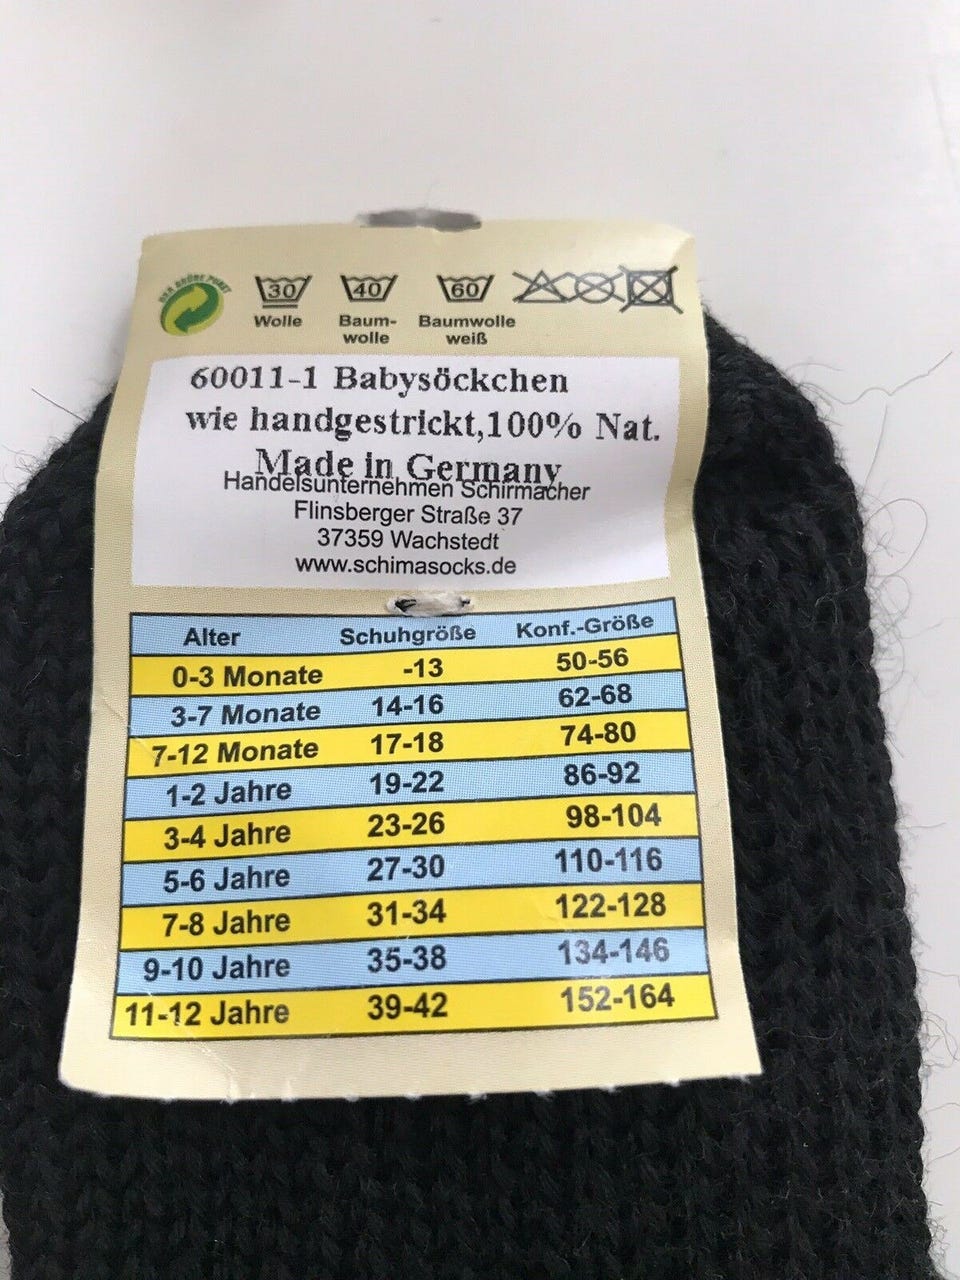 DER GRÜNE PUNKT
30 40 60
Wolle Baum- Baumwolle
wolle weiß
60011-1 Babysöckchen
wie handgestrickt,100% Nat.
Made in Germany
Handelsunternehmen Schirmacher
Flinsberger Straße 37
37359 Wachstedt
www.schimasocks.de
Alter Schuhgröße Konf.-Größe
0-3 Monate -13 50-56
3-7 Monate 14-16 62-68
7-12 Monate 17-18 74-80
1-2 Jahre 19-22 86-92
3-4 Jahre 23-26 98-104
5-6 Jahre 27-30 110-116
7-8 Jahre 31-34 122-128
9-10 Jahre 35-38 134-146
11-12 Jahre 39-42 152-164